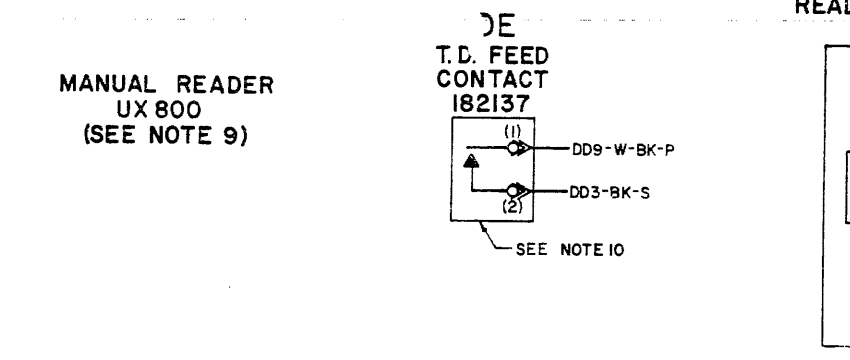 MANUAL READER
UX 800
(SEE NOTE 9)
T.D. FEED
CONTACT
182137
(1)
DD9-W-BK-P
DD3-BK-S
(2)
SEE NOTE 10